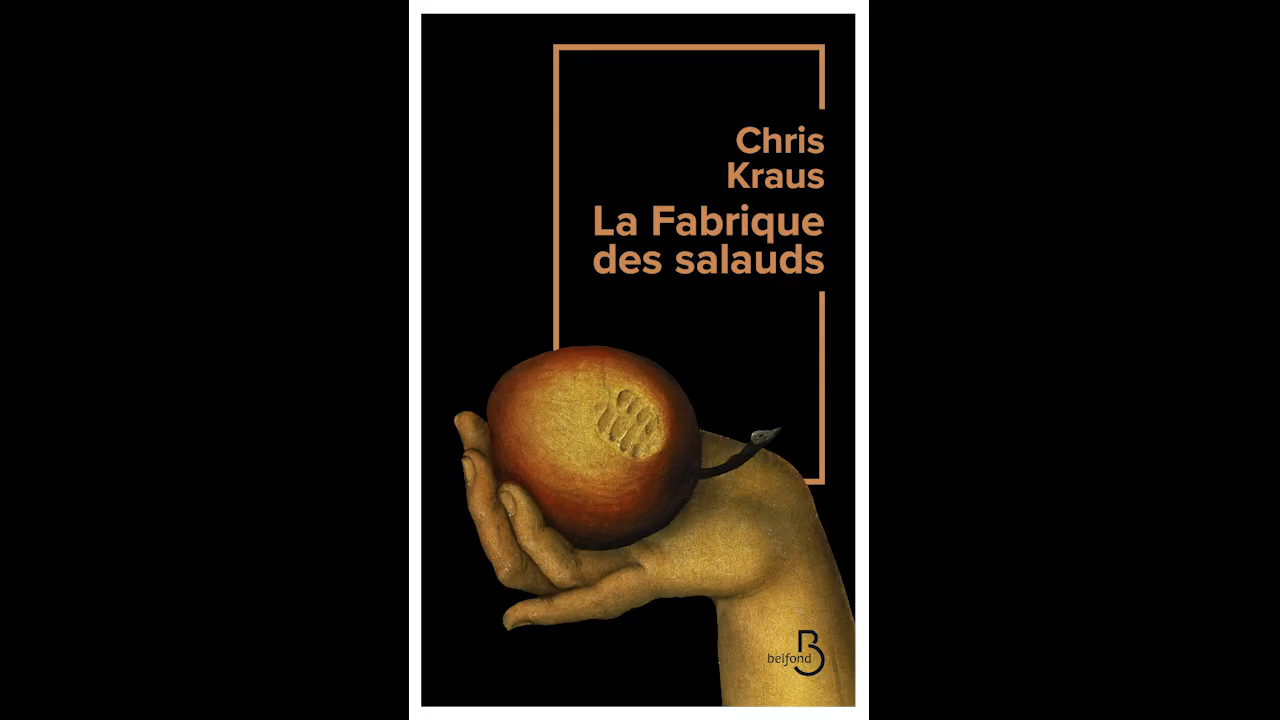 Chris
Kraus
La Fabrique
des salauds
belfond